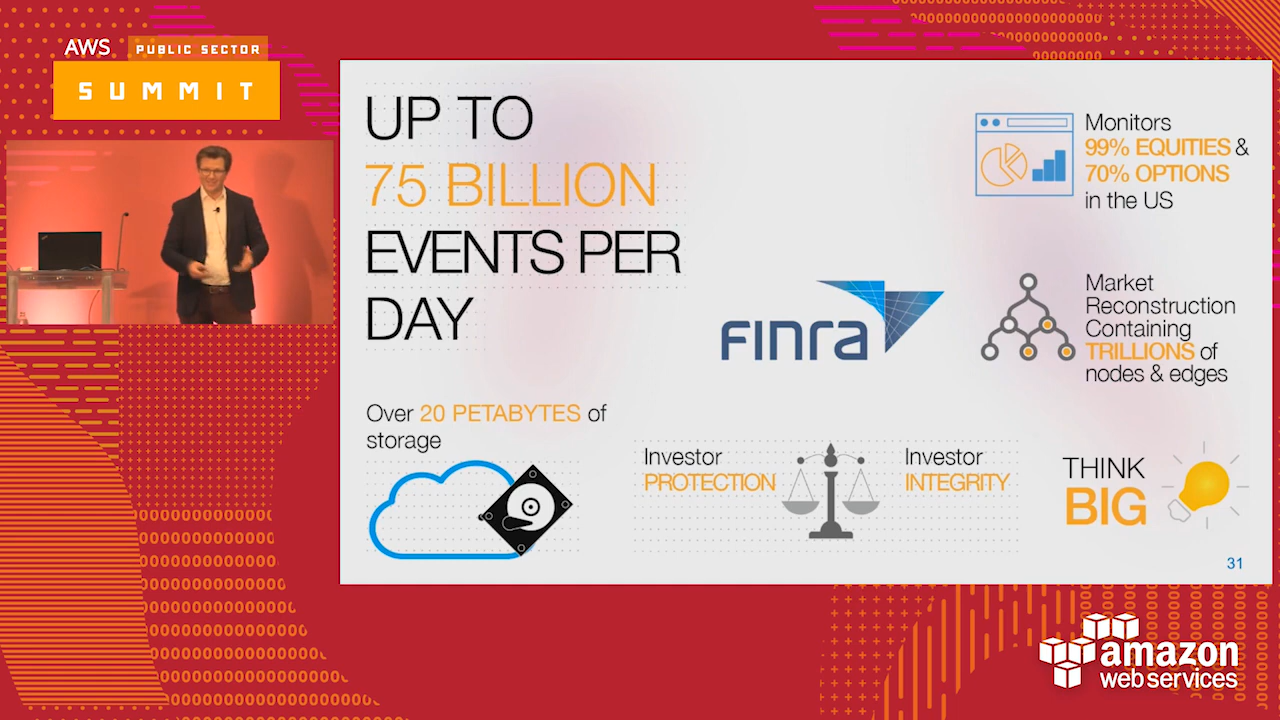 AWS PUBLIC SECTOR
SUMMIT
UP TO
75 BILLION
EVENTS PER
DAY
Over 20 PETABYTES of
storage
FINRA
Investor
PROTECTION
Investor
INTEGRITY
Monitors
99% EQUITIES &
70% OPTIONS
in the US
Market
Reconstruction
Containing
TRILLIONS of
nodes & edges
THINK
BIG
31
amazon
web services